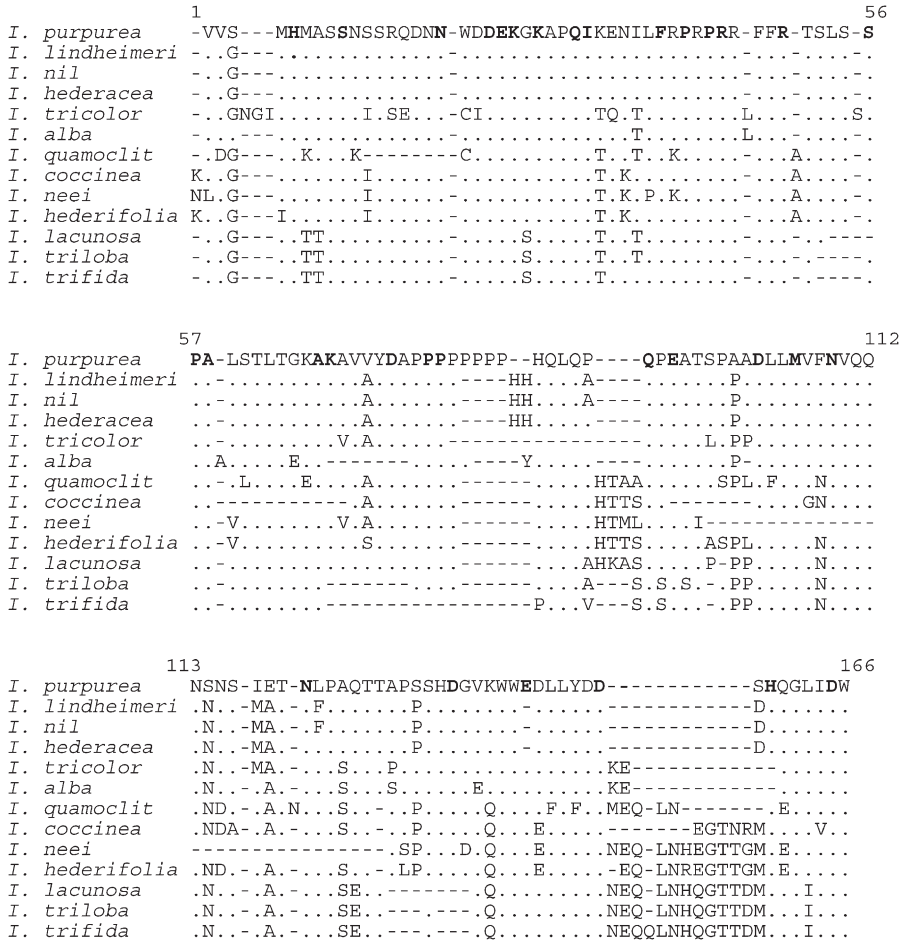 1 56
I. purpurea -VVS---MHMASSNSSRQDNN-WDDEKGKAPQIKENILFRPRPRR-FFR-TSLS-S
I. lindheimeri -..G---..............-.......................-...-....-.
I. nil -..G---..............-.......................-...-....-.
I. hederacea -..G---..............-.......................-...-....-.
I. tricolor -..GNGI.......I.SE...-CI.........TQ.T........L...-....S.
I. alba -...---..............-..............T........L...-....-.
I. quamoclit -.DG---..K...K--------C..........T..T..K.....-...A....-.
I. coccinea K..G---.......I......-...........T.K.........-...A....-.
I. neei NL.G---.......I......-...........T.K.P.K.....-...A....-.
I. hederifolia K..G---I......I......-...........T.K.........-...A....-.
I. lacunosa -..G---..TT..........-.....S.....T..T........-...-..----
I. triloba -..G---..TT..........-.....S.....T..T........-...-.----.
I. trifida -..G---..TT..........-.....S.....T...........-...-.----.
57 112
I. purpurea PA-LSTLTGKAKAVVYDAPPPPPPPP--HQLQP----QPEATSPAADLLMVFNVQQ
I. lindheimeri ..-...........A.......----HH....A----.......P...........
I. nil ..-...........A.......----HH....A----.......P...........
I. hederacea ..-...........A.......----HH.....----.......P...........
I. tricolor ..-.........V.A......----------------.....L.PP..........
I. alba ..A.....E..-------....-----Y.....----.......P...........
I. quamoclit ..-.L....E............------.....HTAA......SPL.F...N....
I. coccinea ..-----------.A.......------.....HTTS..-------....GN....
I. neei ..-V........V.A.......------.....HTML....I--------------
I. hederifolia ..-V..........S.......------.....HTTS.....ASPL.....N....
I. lacunosa ..-...................------....AHKAS.....P-PL.....N....
I. triloba ..-........-------....------....A---S.S.S..-PP.....N....
I. trifida ..-........-----------------P...V---S.S....-PP.....N....
113 166
I. purpurea NSNS-IET-NLPAQTTAPSSHDGVKWWEDLLYDD------------SHQGLIDW
I. lindheimeri .N..-MA.-.F.......P...............------------D.......
I. nil .N..-MA.-.F.......P...............------------D.......
I. hederacea .N..-MA.-.........P...............------------D.......
I. tricolor .N..-MA.-...S...P.................KE------------......
I. alba .N..-.A.-...S...S......E..........KE------------......
I. quamoclit .ND.-.A.N...S.....P.....Q....F.F..MEQ-LN-------.E.....
I. coccinea .NDA-.A.-...S.....P.....Q...E.....-------EGTNRM....V..
I. neei ----------------.SP...D.Q...E.....NEQ-LNHEGTTGM.E.....
I. hederifolia .ND.-.A.-...S....LP.....Q...E.....-EQ-LNREGTTGM.E.....
I. lacunosa .N..-.A.-...SE..-------.Q.........NEQ-LNHQGTTDM...I...
I. triloba .N..-.A.-...SE..---.---.Q.........NEQ-LNHQGTTDM...I...
I. trifida .N..-.A.-...SE..---.---.Q.........NEQQLNHQGTTDM...I...